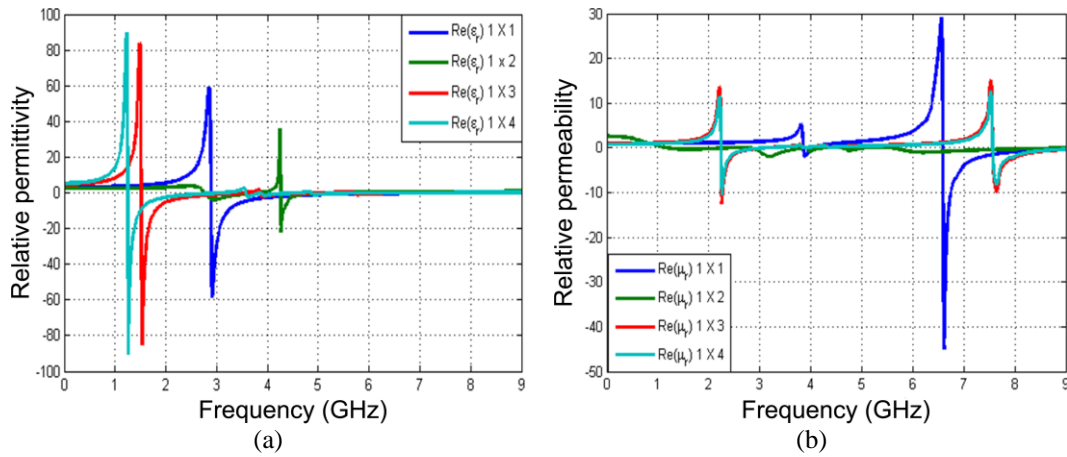 100
80
60
40
20
0
-20
-40
-60
-80
-100
Relative permittivity
Re(εr) 1 X 1
Re(εr) 1 x 2
Re(εr) 1 X 3
Re(εr) 1 X 4
0 1 2 3 4 5 6 7 8 9
Frequency (GHz)
(a)
30
20
10
0
-10
-20
-30
-40
-50
Relative permeability
Re(μr) 1 X 1
Re(μr) 1 X 2
Re(μr) 1 X 3
Re(μr) 1 X 4
0 1 2 3 4 5 6 7 8 9
Frequency (GHz)
(b)